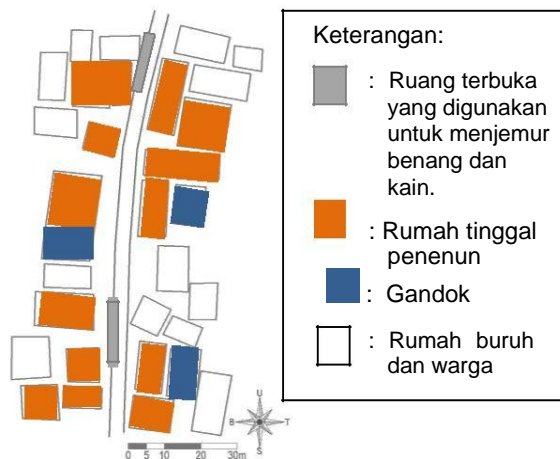 Keterangan:
: Ruang terbuka
yang digunakan
untuk menjemur
benang dan
kain.
: Rumah tinggal
penenun
: Gandok
: Rumah buruh
dan warga
U
B T
S
0 5 10 20 30m